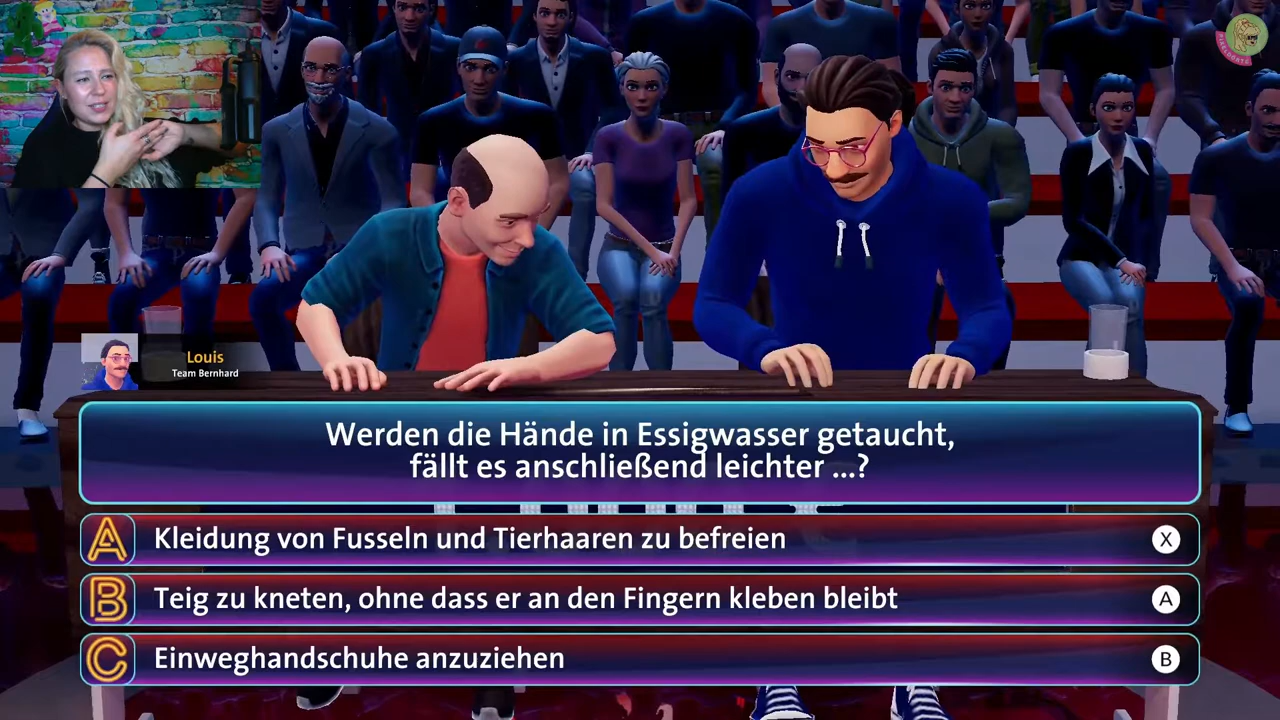 Louis
Team Bernhard
Werden die Hände in Essigwasser getaucht,
fällt es anschließend leichter ...?
A Kleidung von Fusseln und Tierhaaren zu befreien X
B Teig zu kneten, ohne dass er an den Fingern kleben bleibt A
C Einweghandschuhe anzuziehen B